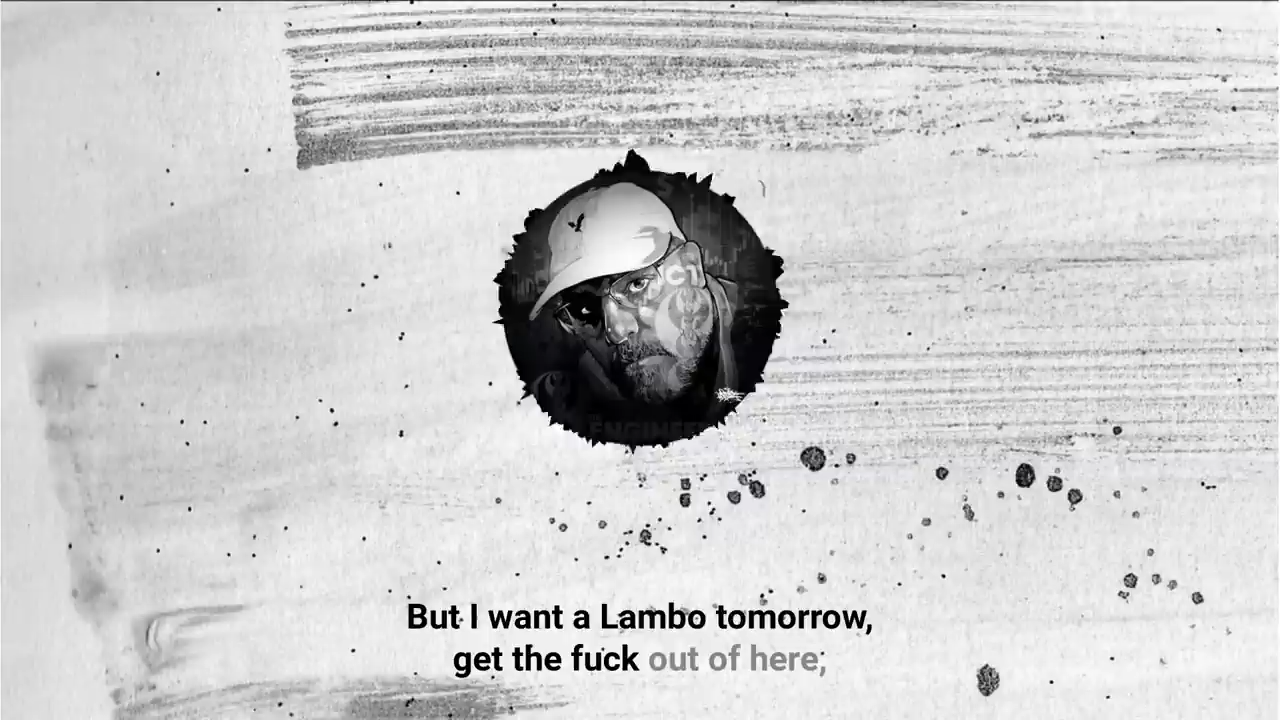 But I want a Lambo tomorrow,
get the fuck out of here;